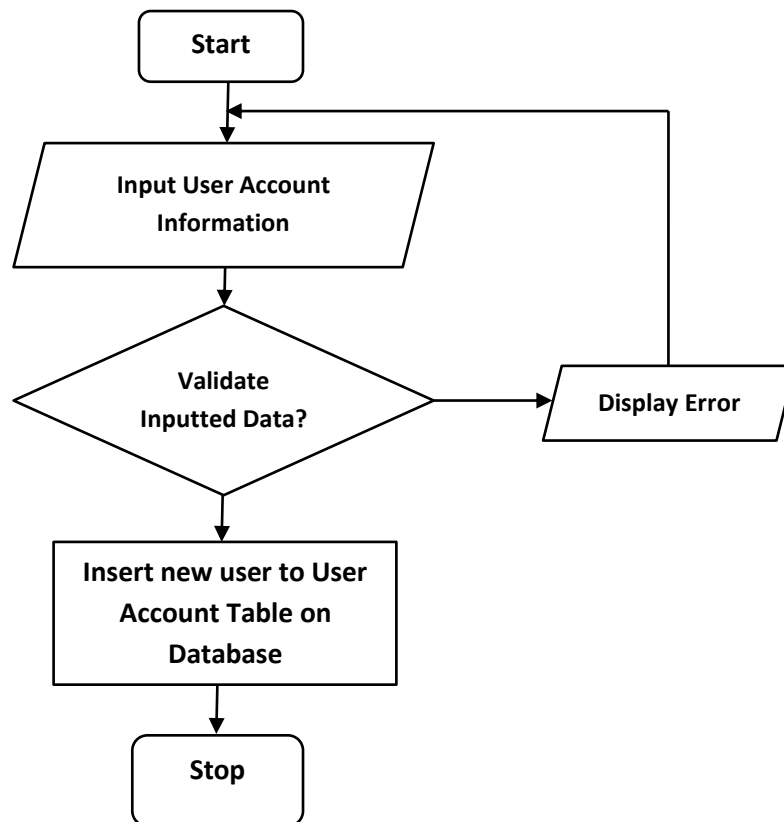 Start
Input User Account
Information
Validate
Inputted Data?
Display Error
Insert new user to User
Account Table on
Database
Stop